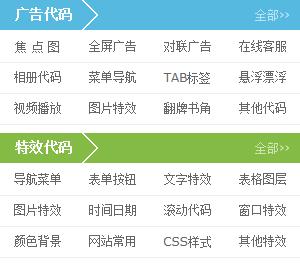 广告代码 全部>>
焦 点 图 全屏广告 对联广告 在线客服
相册代码 菜单导航 TAB标签 悬浮漂浮
视频播放 图片特效 翻牌书角 其他代码
特效代码 全部>>
导航菜单 表单按钮 文字特效 表格图层
图片特效 时间日期 滚动代码 窗口特效
颜色背景 网站常用 CSS样式 其他特效